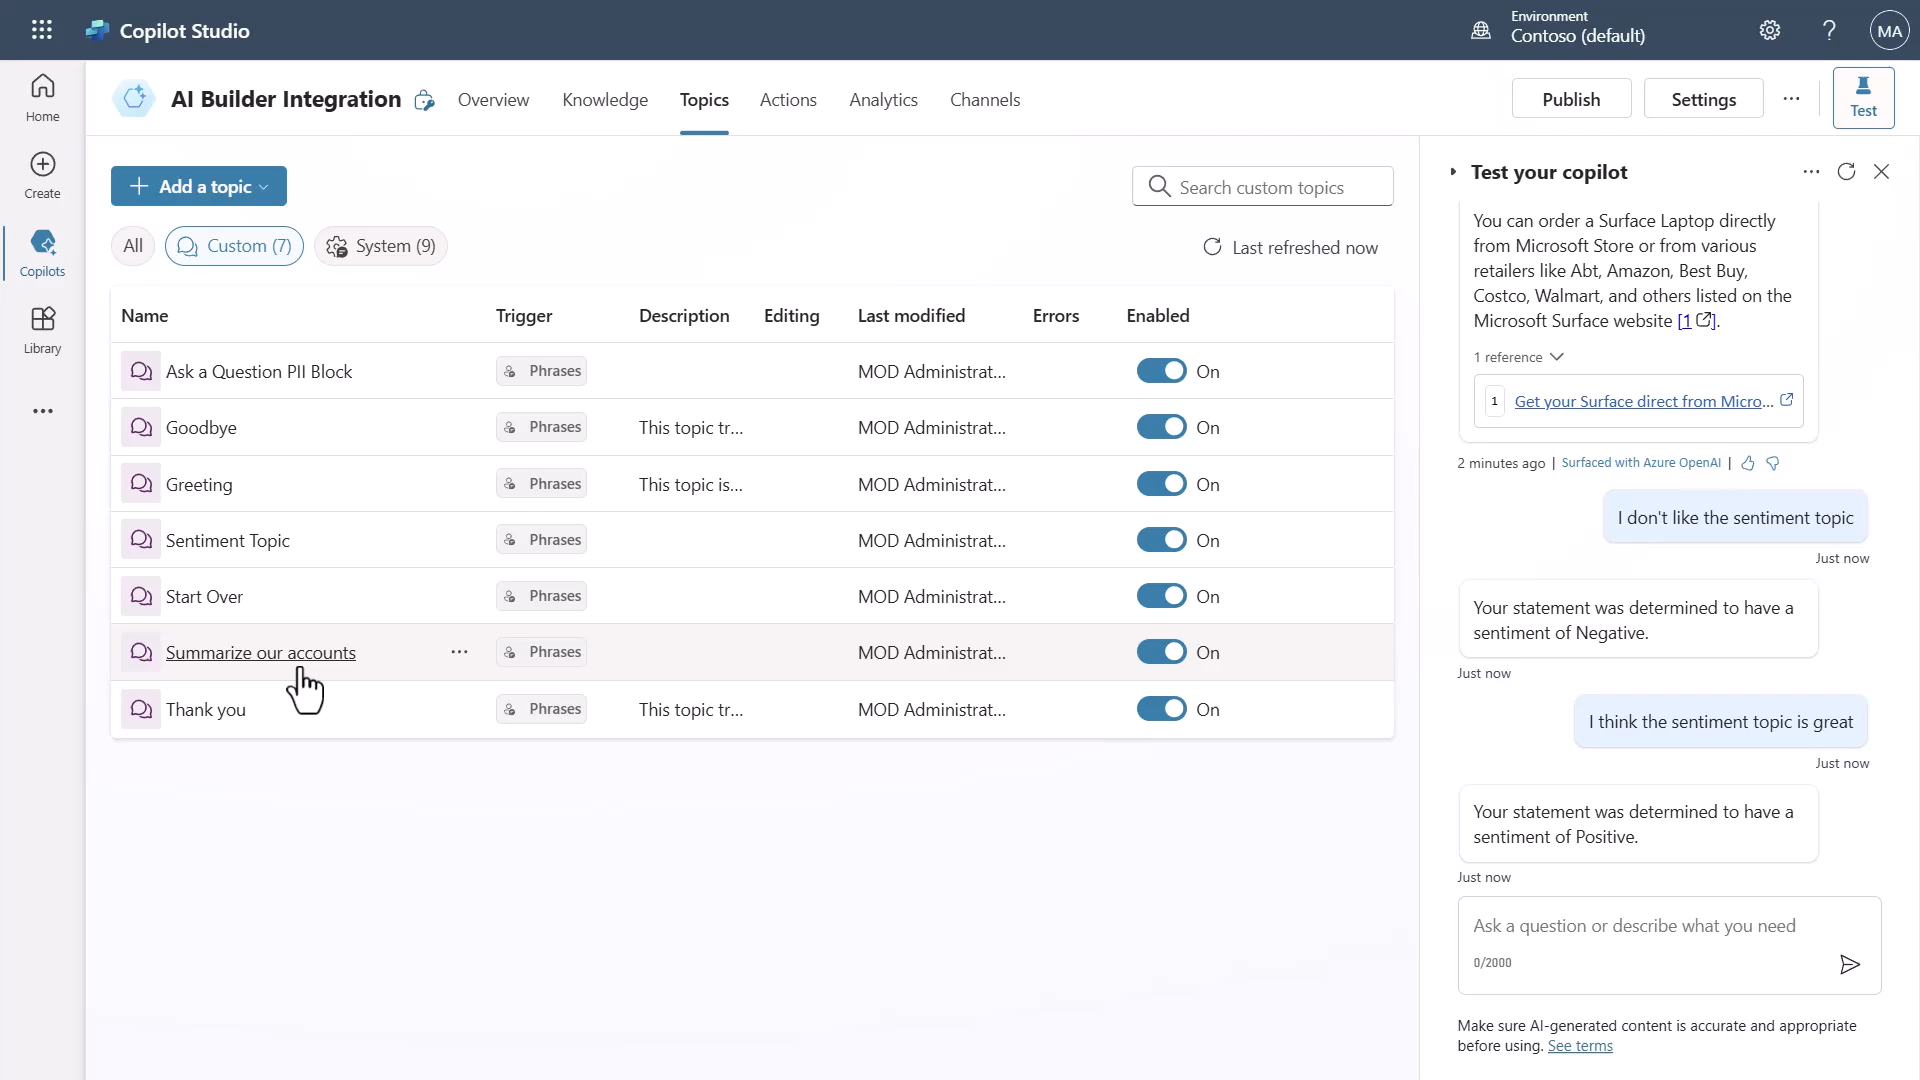 Copilot Studio
Environment
Contoso (default)
MA
Home
Create
Copilots
Library
AI Builder Integration
Overview
Knowledge
Topics
Actions
Analytics
Channels
Publish
Settings
Test
Add a topic
Search custom topics
All
Custom (7)
System (9)
Last refreshed now
Name Trigger Description Editing Last modified Errors Enabled
Ask a Question PII Block Phrases MOD Administrat... On
Goodbye Phrases This topic tr... MOD Administrat... On
Greeting Phrases This topic is... MOD Administrat... On
Sentiment Topic Phrases MOD Administrat... On
Start Over Phrases MOD Administrat... On
Summarize our accounts ... Phrases MOD Administrat... On
Thank you Phrases This topic tr... MOD Administrat... On
Test your copilot
You can order a Surface Laptop directly
from Microsoft Store or from various
retailers like Abt, Amazon, Best Buy,
Costco, Walmart, and others listed on the
Microsoft Surface website [1].
1 reference
1 Get your Surface direct from Micro...
2 minutes ago | Surfaced with Azure OpenAI |
I don't like the sentiment topic
Just now
Your statement was determined to have a
sentiment of Negative.
Just now
I think the sentiment topic is great
Just now
Your statement was determined to have a
sentiment of Positive.
Just now
Ask a question or describe what you need
0/2000
Make sure AI-generated content is accurate and appropriate
before using. See terms